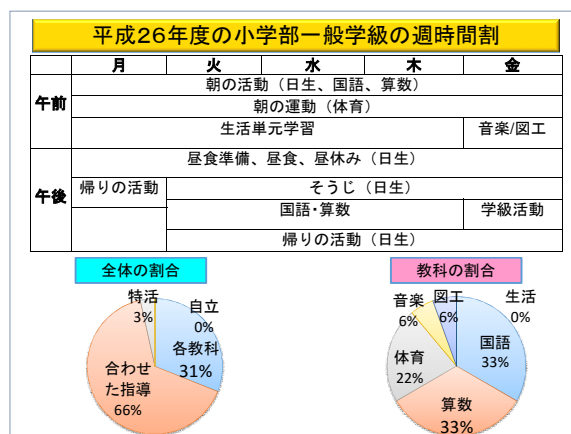 平成26年度の小学部一般学級の週時間割
月 火 水 木 金
午前
朝の活動（日生、国語、算数）
朝の運動（体育）
生活単元学習 音楽/図工
午後
昼食準備、昼食、昼休み（日生）
帰りの活動 そうじ（日生）
国語・算数 学級活動
帰りの活動（日生）
全体の割合
特活
3%
自立
0%
各教科
31%
合わせ
た指導
66%
教科の割合
音楽
6%
図工
6%
生活
0%
国語
33%
体育
22%
算数
33%